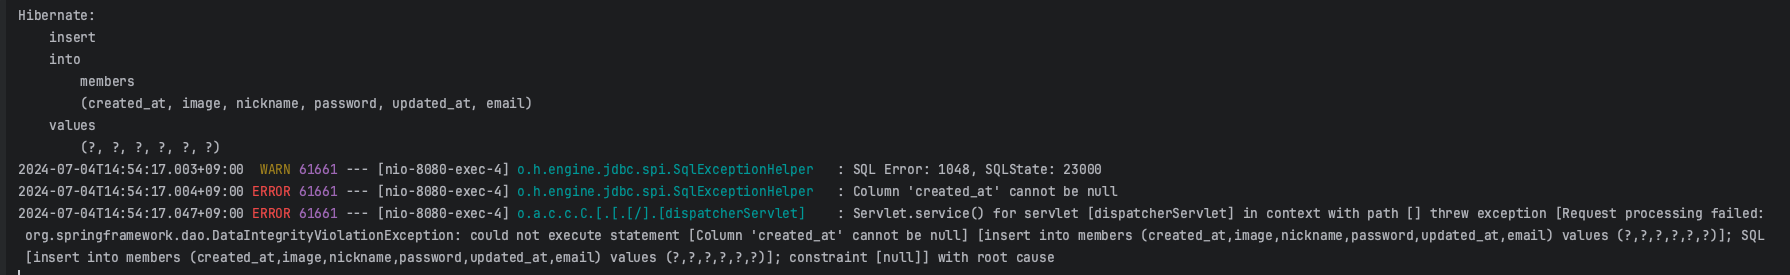 Hibernate:
insert
into
members
(created_at, image, nickname, password, updated_at, email)
values
(?, ?, ?, ?, ?, ?)
2024-07-04T14:54:17.003+09:00  WARN 61661 --- [nio-8080-exec-4] o.h.engine.jdbc.spi.SqlExceptionHelper   : SQL Error: 1048, SQLState: 23000
2024-07-04T14:54:17.004+09:00 ERROR 61661 --- [nio-8080-exec-4] o.h.engine.jdbc.spi.SqlExceptionHelper   : Column 'created_at' cannot be null
2024-07-04T14:54:17.047+09:00 ERROR 61661 --- [nio-8080-exec-4] o.a.c.c.C.[.[.[/].[dispatcherServlet]    : Servlet.service() for servlet [dispatcherServlet] in context with path [] threw exception [Request processing failed:
org.springframework.dao.DataIntegrityViolationException: could not execute statement [Column 'created_at' cannot be null] [insert into members (created_at,image,nickname,password,updated_at,email) values (?,?,?,?,?,?)]; SQL
[insert into members (created_at,image,nickname,password,updated_at,email) values (?,?,?,?,?,?)]; constraint [null]] with root cause